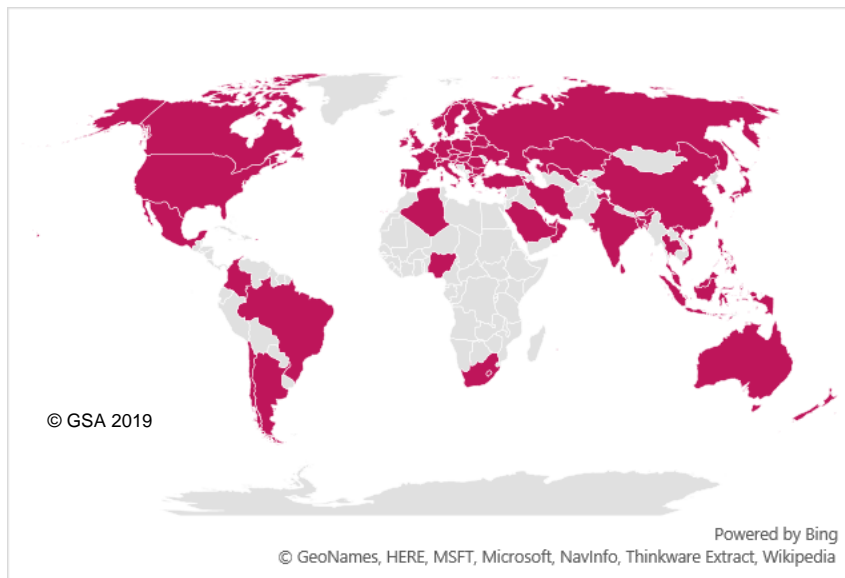 © GSA 2019
Powered by Bing
© GeoNames, HERE, MSFT, Microsoft, NavInfo, Thinkware Extract, Wikipedia